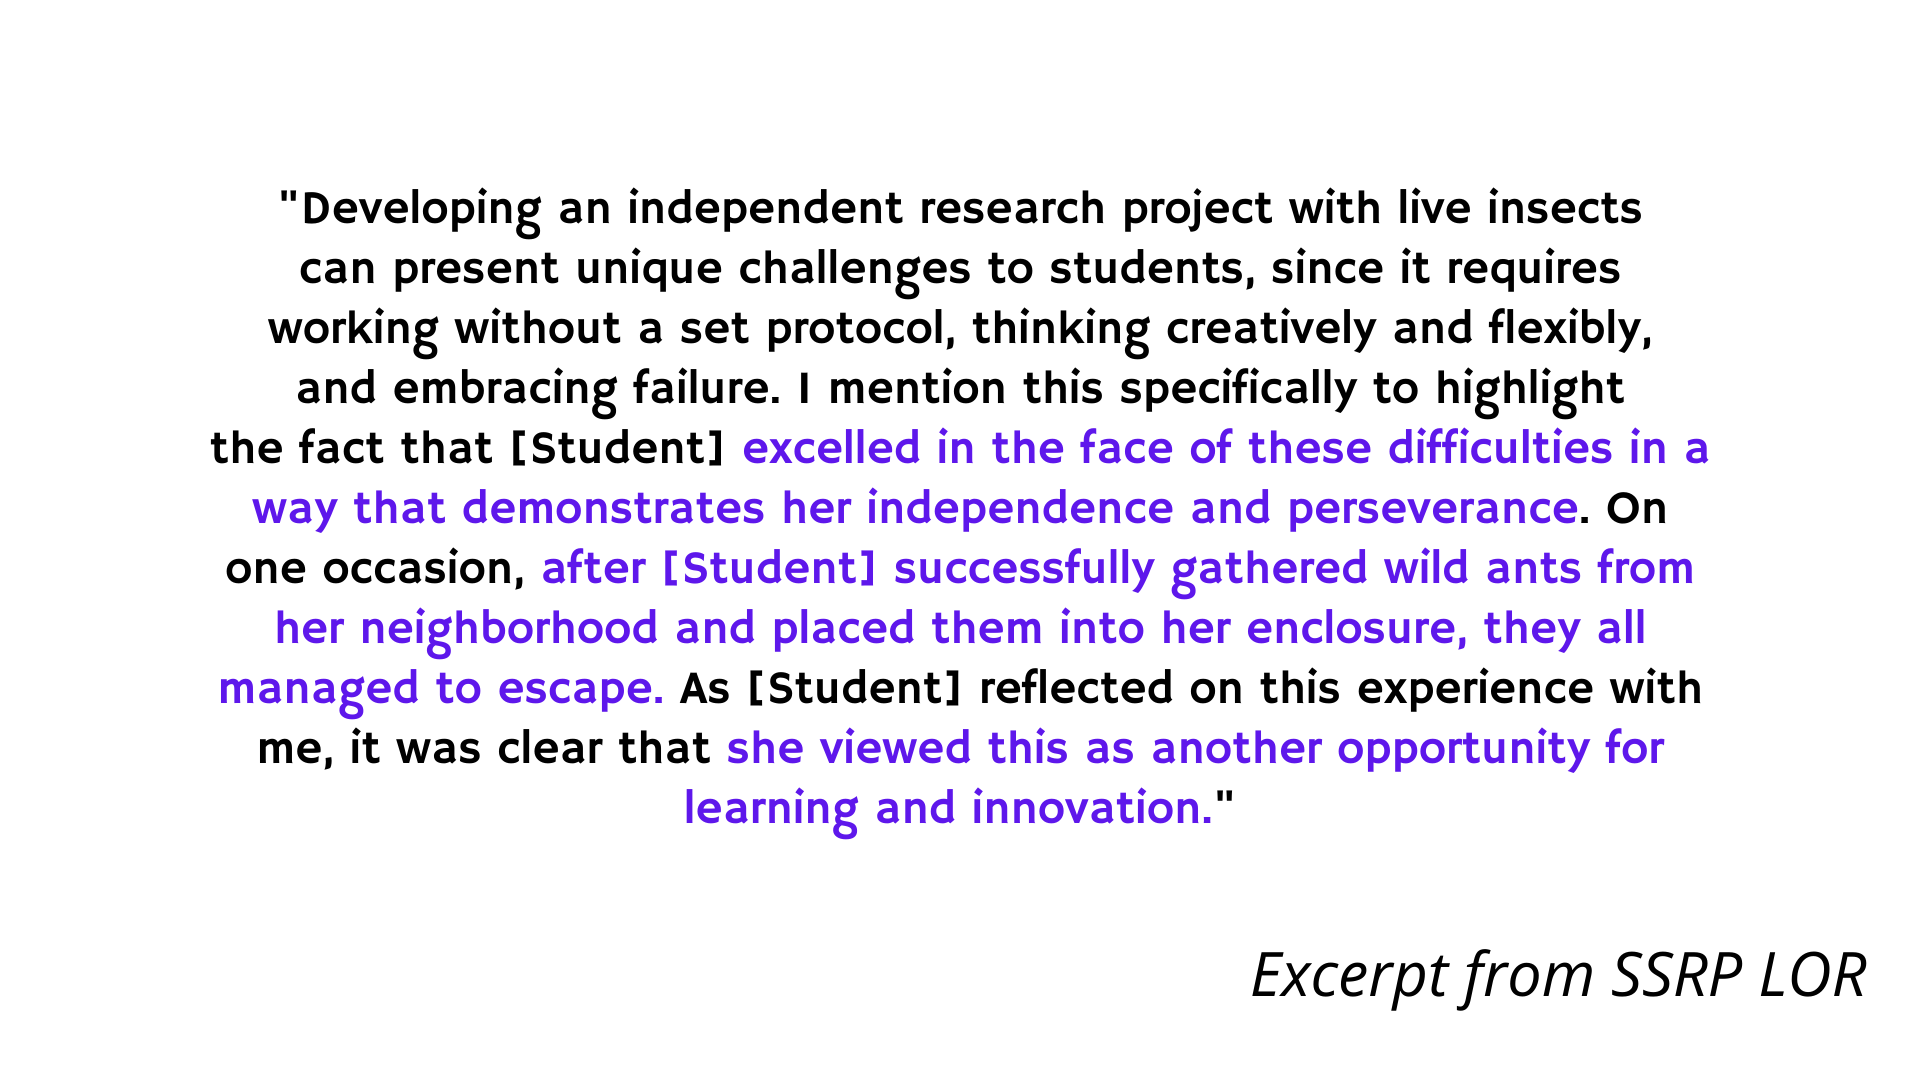 "Developing an independent research project with live insects
can present unique challenges to students, since it requires
working without a set protocol, thinking creatively and flexibly,
and embracing failure. I mention this specifically to highlight
the fact that [Student] excelled in the face of these difficulties in a
way that demonstrates her independence and perseverance. On
one occasion, after [Student] successfully gathered wild ants from
her neighborhood and placed them into her enclosure, they all
managed to escape. As [Student] reflected on this experience with
me, it was clear that she viewed this as another opportunity for
learning and innovation."
Excerpt from SSRP LOR